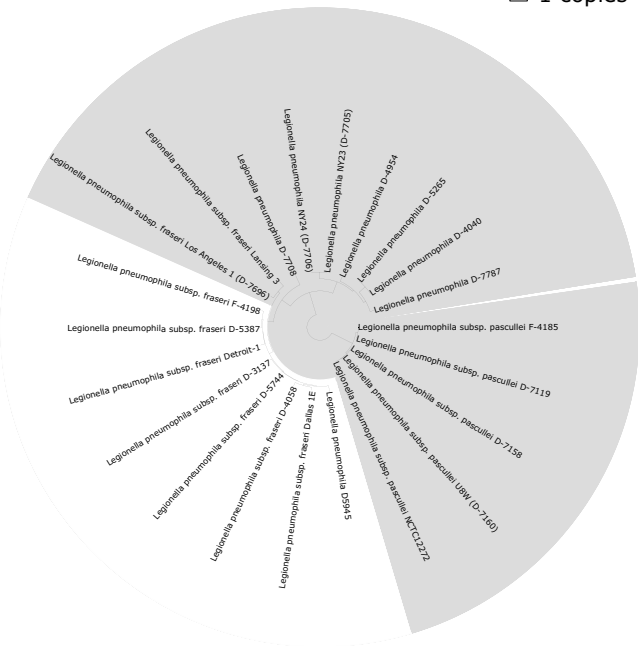 1 copies
Legionella pneumophila subsp. fraseri Los Angeles 1 (D-7696)
Legionella pneumophila subsp. fraseri Lansing 3
Legionella pneumophila D-7708
Legionella pneumophila NY24 (D-7706)
Legionella pneumophila NY23 (D-7705)
Legionella pneumophila D-4954
Legionella pneumophila D-5265
Legionella pneumophila D-4040
Legionella pneumophila D-7787
Legionella pneumophila subsp. pascullei F-4185
Legionella pneumophila subsp. pascullei D-7119
Legionella pneumophila subsp. pascullei D-7158
Legionella pneumophila subsp. pascullei U8W (D-7160)
Legionella pneumophila subsp. pascullei NCTC12272
Legionella pneumophila D5945
Legionella pneumophila subsp. fraseri Dallas 1E
Legionella pneumophila subsp. fraseri D-4058
Legionella pneumophila subsp. fraseri D-5744
Legionella pneumophila subsp. fraseri D-3137
Legionella pneumophila subsp. fraseri Detroit-1
Legionella pneumophila subsp. fraseri D-5387
Legionella pneumophila subsp. fraseri F-4198